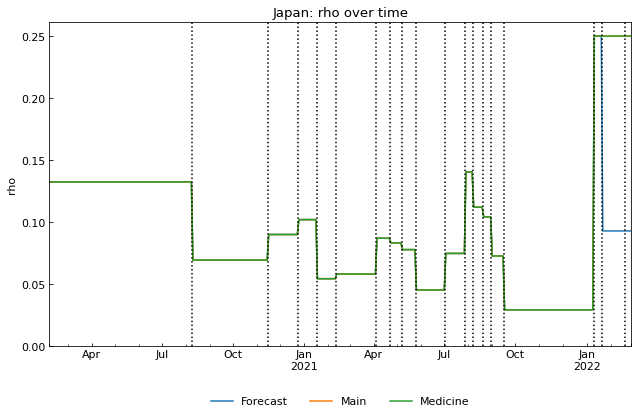 Japan: rho over time
rho
0.25
0.20
0.15
0.10
0.05
0.00
Apr Jul Oct Jan Apr Jul Oct Jan
2021 2022
Forecast Main Medicine